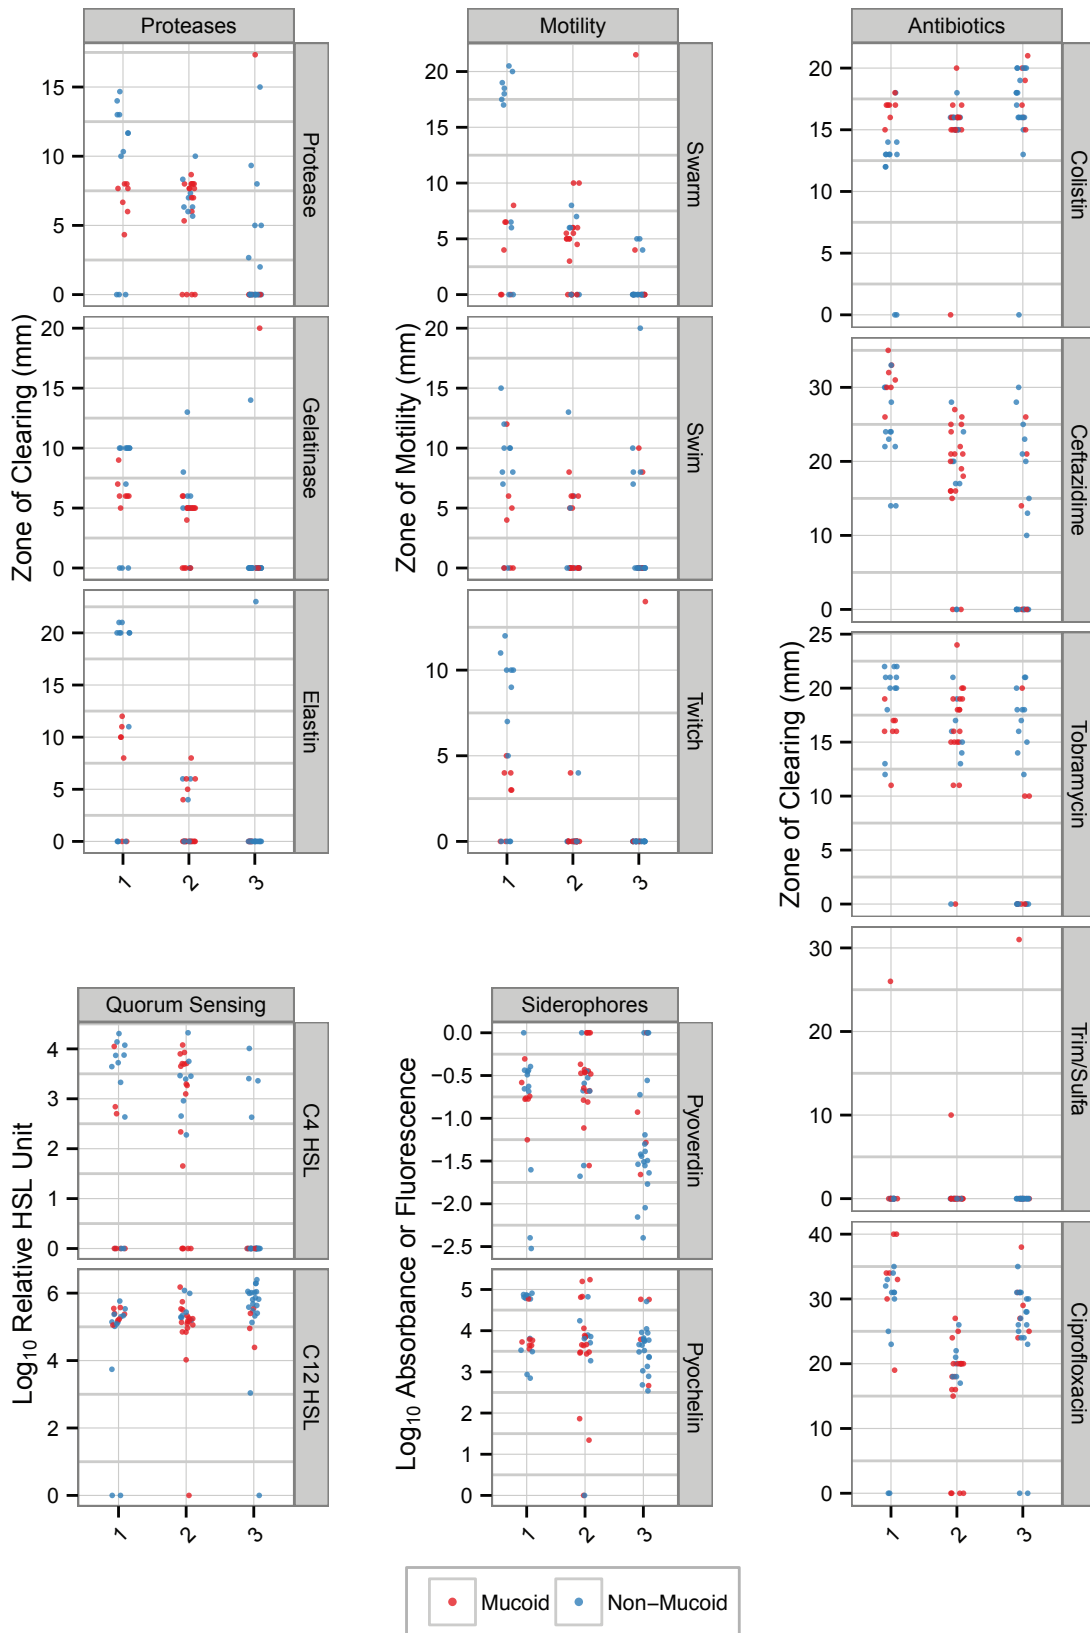 Proteases
Zone of Clearing (mm)
15
10
5
0
Protease
20
15
10
5
0
Gelatinase
20
15
10
5
0
Elastin
1 2 3
Motility
Zone of Motility (mm)
20
15
10
5
0
Swarm
20
15
10
5
0
Swim
10
5
0
Twitch
1 2 3
Antibiotics
Zone of Clearing (mm)
20
15
10
5
0
Colistin
30
20
10
0
Ceftazidime
25
20
15
10
5
0
Tobramycin
30
20
10
0
Trim/Sulfa
40
30
20
10
0
Ciprofloxacin
1 2 3
Quorum Sensing
Log10 Relative HSL Unit
4
3
2
1
0
C4 HSL
6
4
2
0
C12 HSL
1 2 3
Siderophores
Log10 Absorbance or Fluorescence
0.0
−0.5
−1.0
−1.5
−2.0
−2.5
Pyoverdin
5
4
3
2
1
0
Pyochelin
1 2 3
Mucoid Non−Mucoid